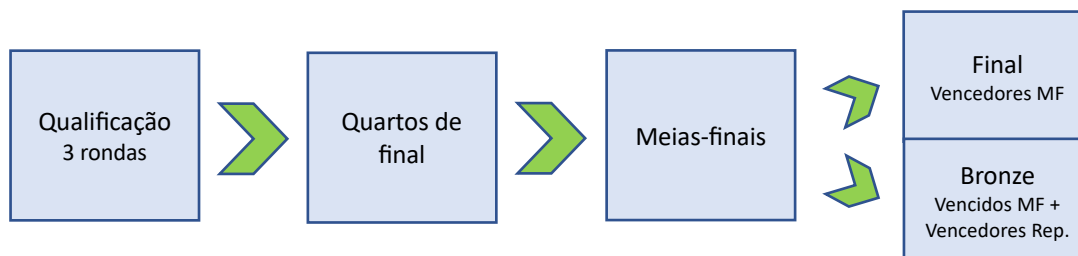 Qualificação
3 rondas
Quartos de
final
Meias-finais
Final
Vencedores MF
Bronze
Vencidos MF +
Vencedores Rep.